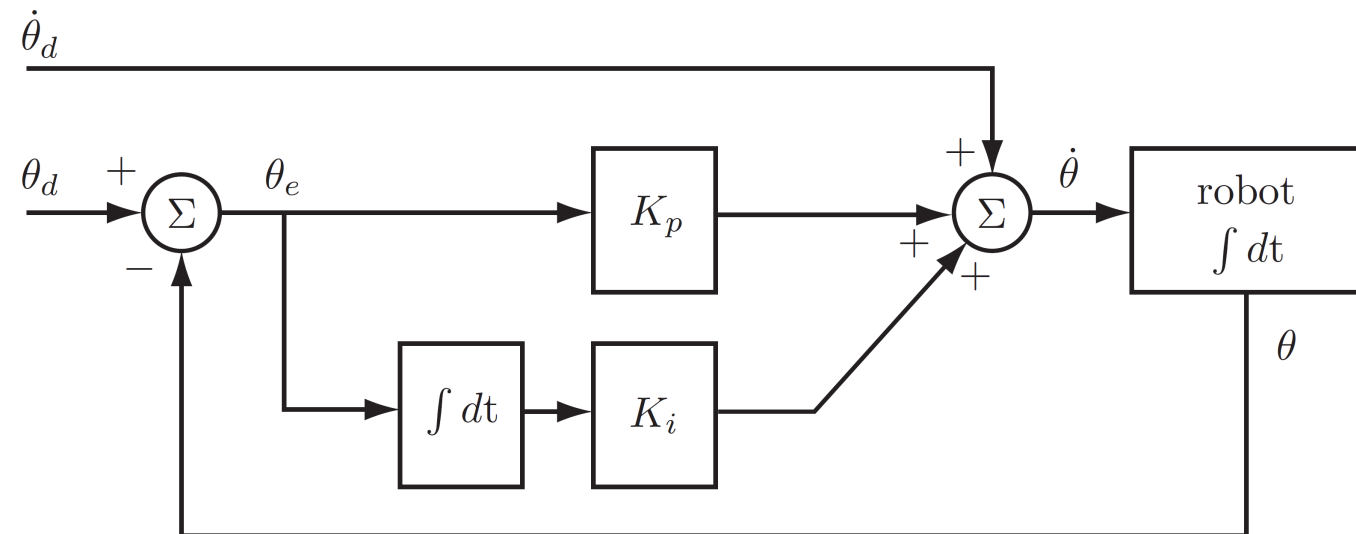 θ̇_d
θ_d + Σ θ_e K_p + + + Σ θ̇ robot
∫ dt
−
∫ dt K_i
θ